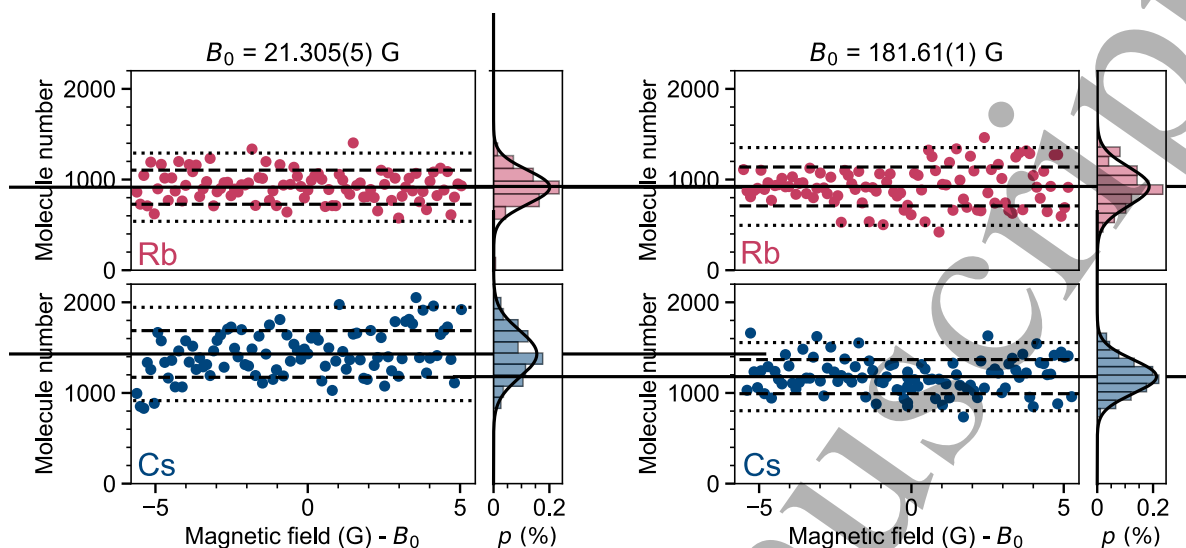 B₀ = 21.305(5) G
B₀ = 181.61(1) G
Molecule number
2000
1000
0
Rb
Molecule number
2000
1000
0
Rb
Molecule number
2000
1000
0
Cs
Molecule number
2000
1000
0
Cs
−5 0 5
0 0.2
−5 0 5
0 0.2
Magnetic field (G) - B₀
p (%)
Magnetic field (G) - B₀
p (%)